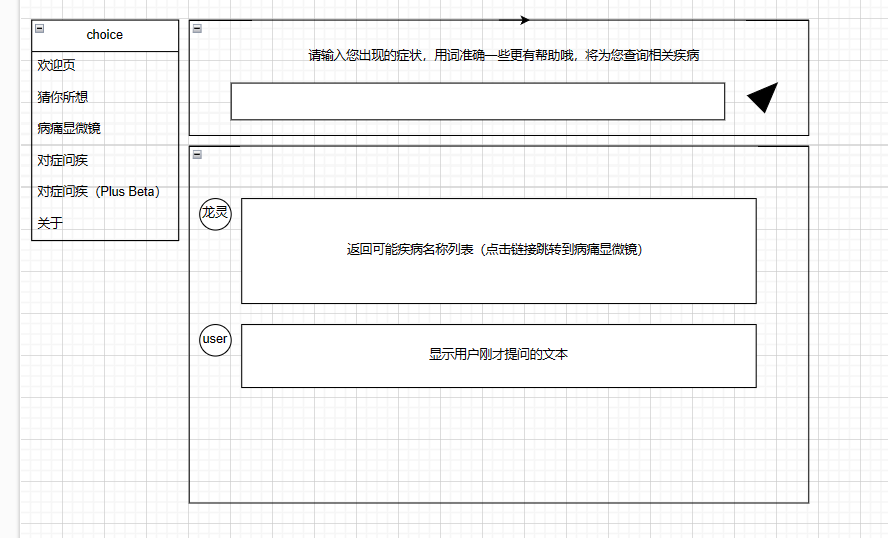 choice
欢迎页
猜你所想
病痛显微镜
对症问疾
对症问疾（Plus Beta）
关于
请输入您出现的症状，用词准确一些更有帮助哦，将为您查询相关疾病
龙灵
返回可能疾病名称列表（点击链接跳转到病痛显微镜）
user
显示用户刚才提问的文本